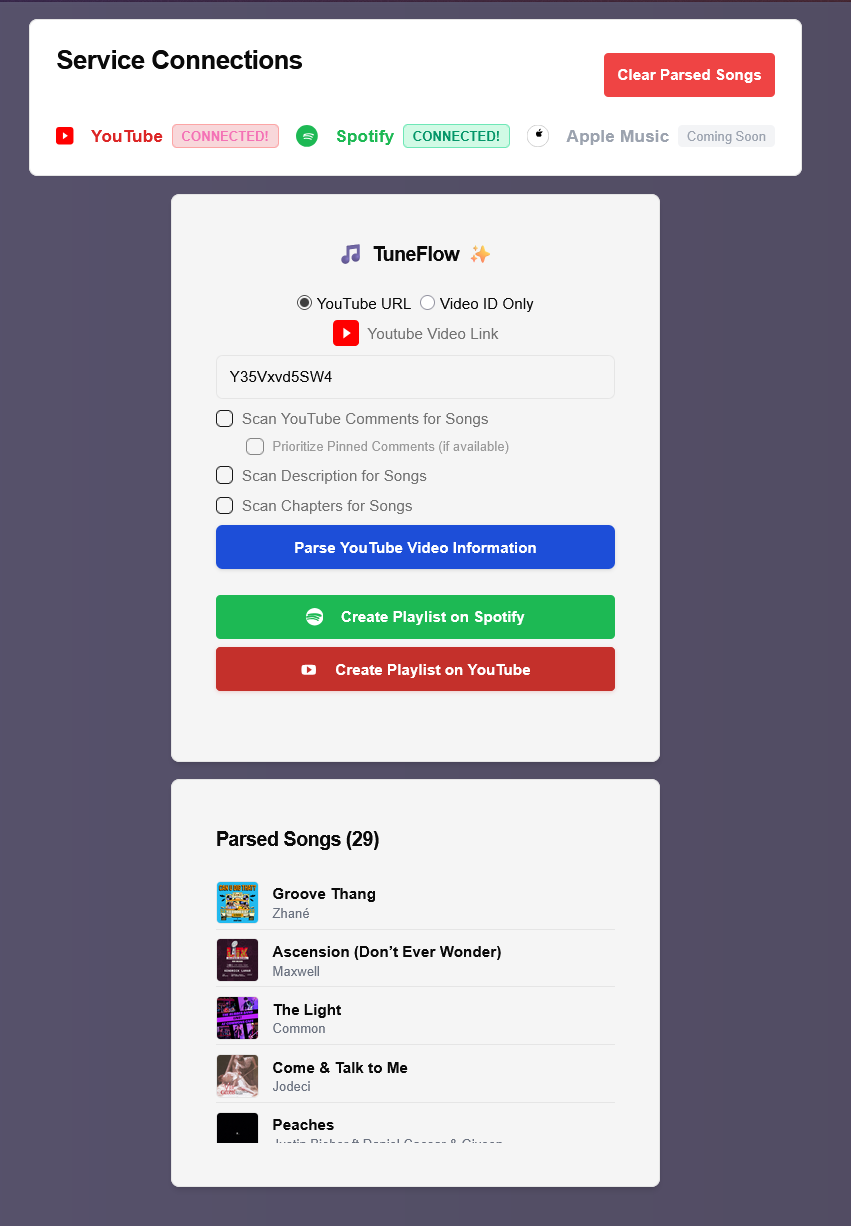 Service Connections
Clear Parsed Songs
YouTube CONNECTED! Spotify CONNECTED! Apple Music Coming Soon
TuneFlow
YouTube URL Video ID Only
Youtube Video Link
Y35Vxvd5SW4
Scan YouTube Comments for Songs
Prioritize Pinned Comments (if available)
Scan Description for Songs
Scan Chapters for Songs
Parse YouTube Video Information
Create Playlist on Spotify
Create Playlist on YouTube
Parsed Songs (29)
Groove Thang
Zhané
Ascension (Don’t Ever Wonder)
Maxwell
The Light
Common
Come & Talk to Me
Jodeci
Peaches